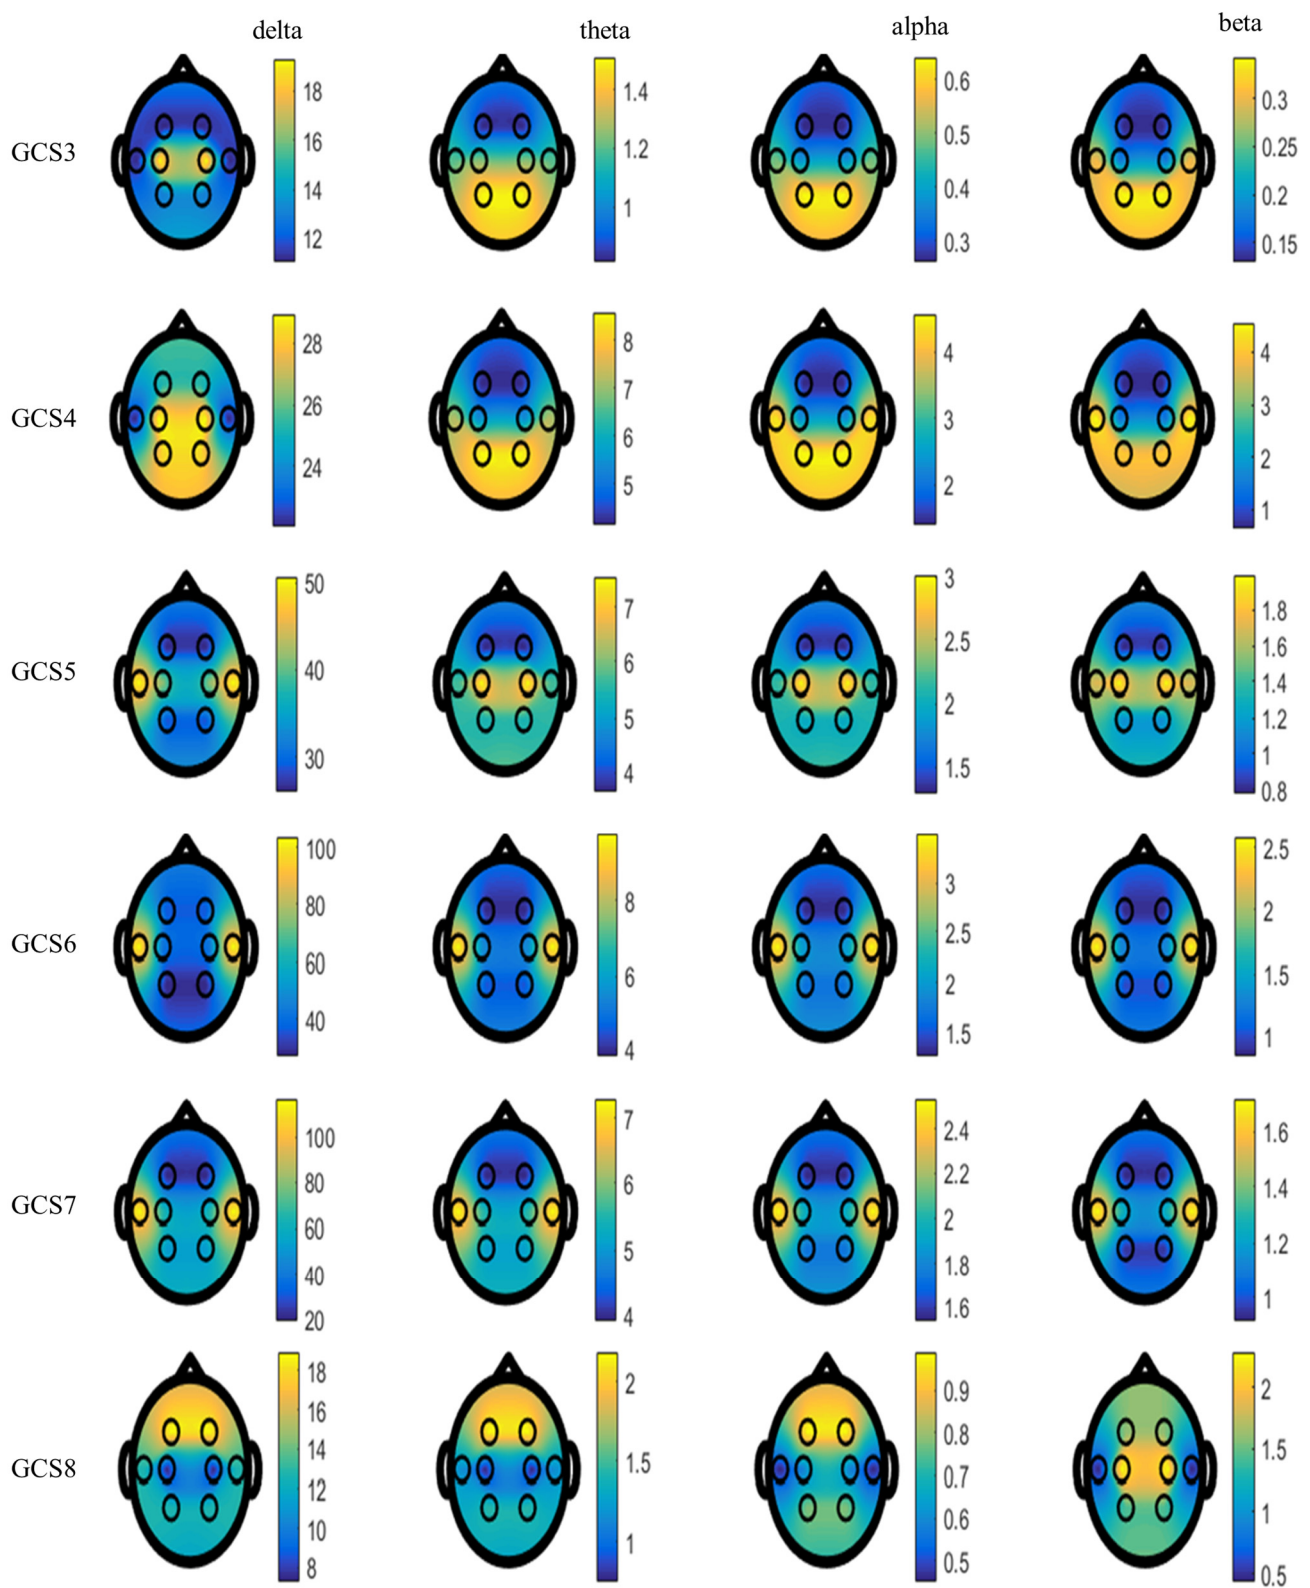 delta theta alpha beta
GCS3
18 16 14 12
1.4 1.2 1
0.6 0.5 0.4 0.3
0.3 0.25 0.2 0.15
GCS4
28 26 24
8 7 6 5
4 3 2
4 3 2 1
GCS5
50 40 30
7 6 5 4
3 2.5 2 1.5
1.8 1.6 1.4 1.2 1 0.8
GCS6
100 80 60 40
8 6 4
3 2.5 2 1.5
2.5 2 1.5 1
GCS7
100 80 60 40 20
7 6 5 4
2.4 2.2 2 1.8 1.6
1.6 1.4 1.2 1
GCS8
18 16 14 12 10 8
2 1.5 1
0.9 0.8 0.7 0.6 0.5
2 1.5 1 0.5